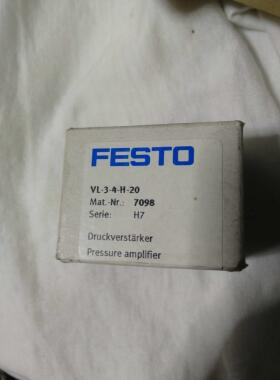 FESTO
VL-3-4-H-20
Mat.-Nr.: 7098
Serie: H7
Druckverstärker
Pressure amplifier